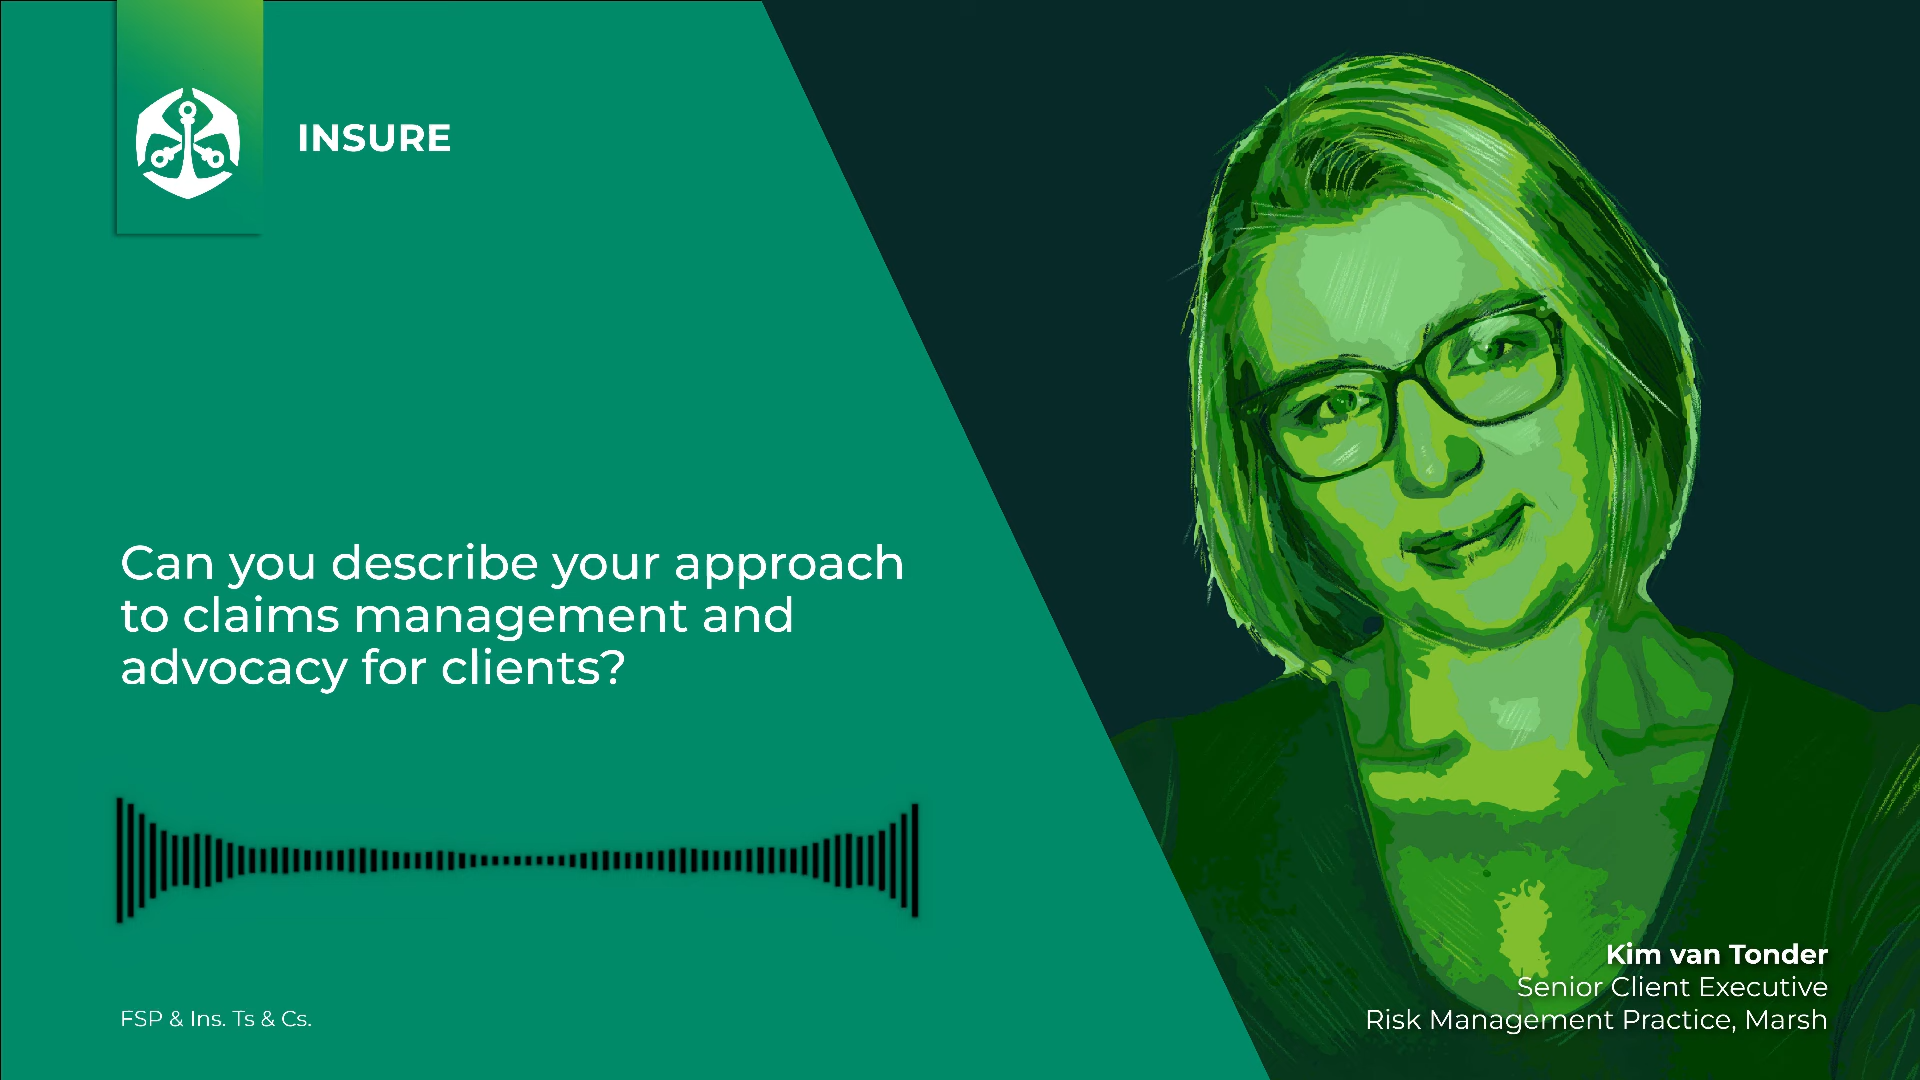 INSURE
Can you describe your approach
to claims management and
advocacy for clients?
Kim van Tonder
Senior Client Executive
Risk Management Practice, Marsh
FSP & Ins. Ts & Cs.